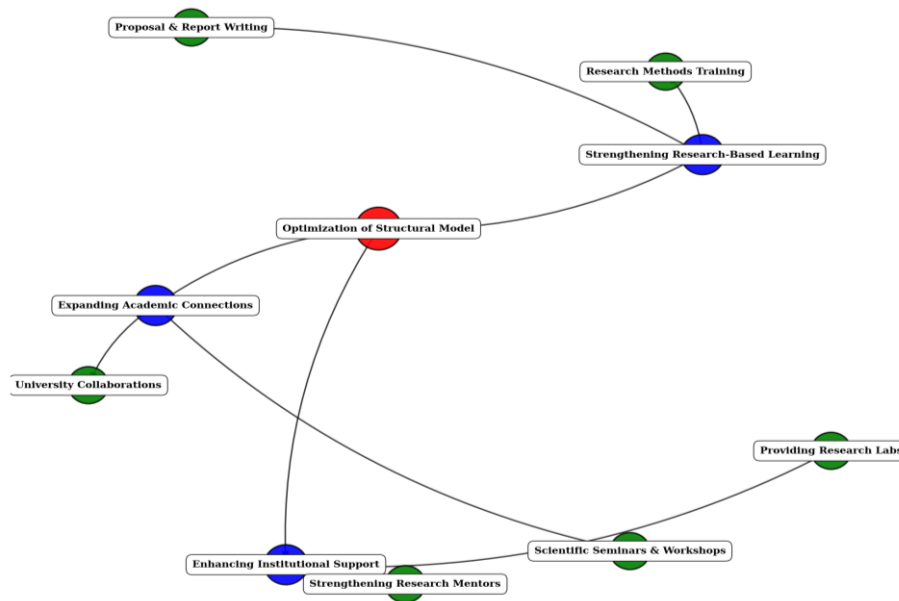 Proposal & Report Writing
Research Methods Training
Strengthening Research-Based Learning
Optimization of Structural Model
Expanding Academic Connections
University Collaborations
Providing Research Labs
Scientific Seminars & Workshops
Enhancing Institutional Support
Strengthening Research Mentors